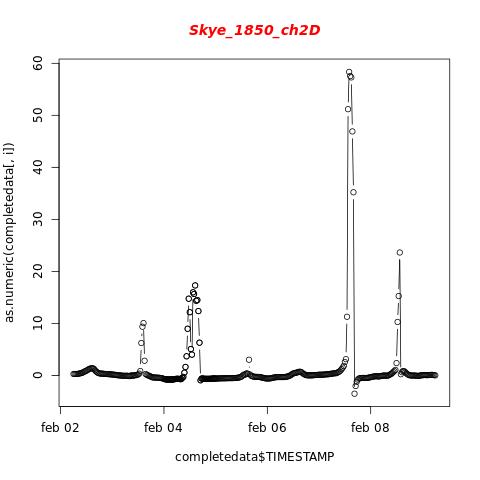 Skye_1850_ch2D
as.numeric(completedata[, i])
60
50
40
30
20
10
0
feb 02 feb 04 feb 06 feb 08
completedata$TIMESTAMP